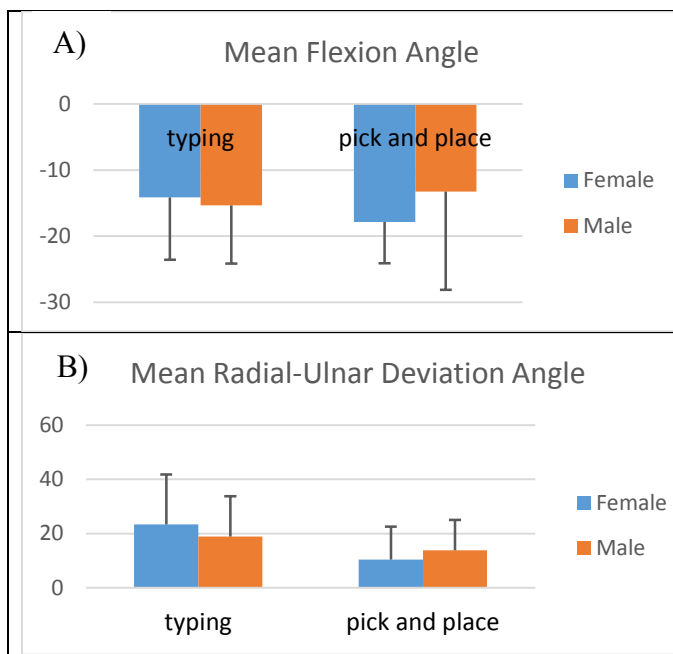 A)
Mean Flexion Angle
0
typing
pick and place
-10
Female
Male
-20
-30
B)
Mean Radial-Ulnar Deviation Angle
60
40
Female
20
Male
0
typing
pick and place